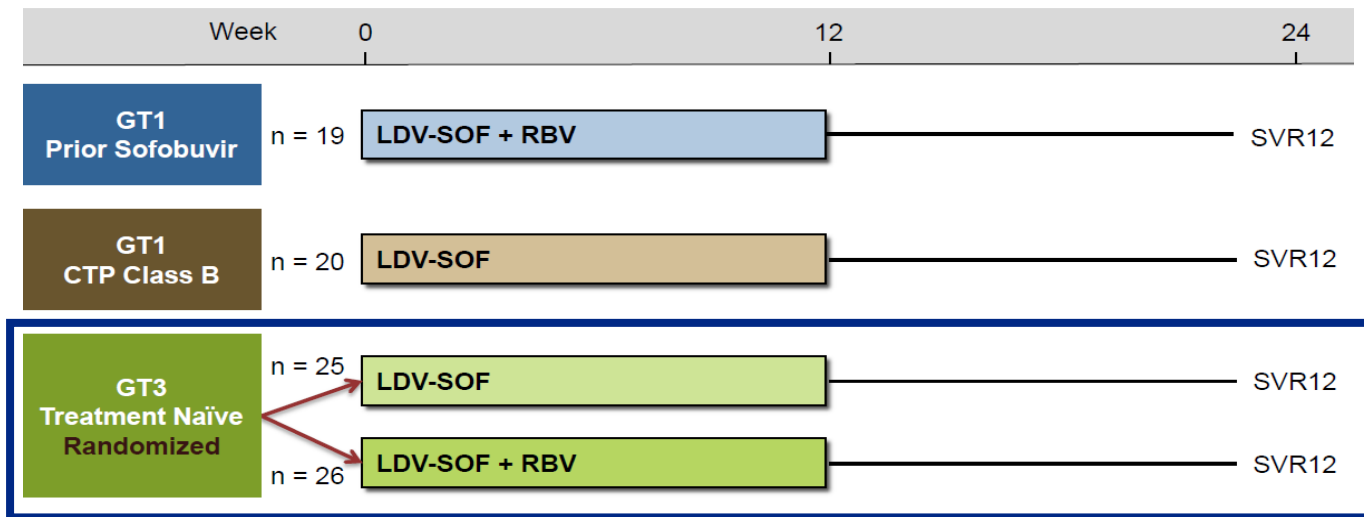 Week 0 12 24
GT1
Prior Sofobuvir
n = 19
LDV-SOF + RBV
SVR12
GT1
CTP Class B
n = 20
LDV-SOF
SVR12
GT3
Treatment Naïve
Randomized
n = 25
LDV-SOF
SVR12
n = 26
LDV-SOF + RBV
SVR12